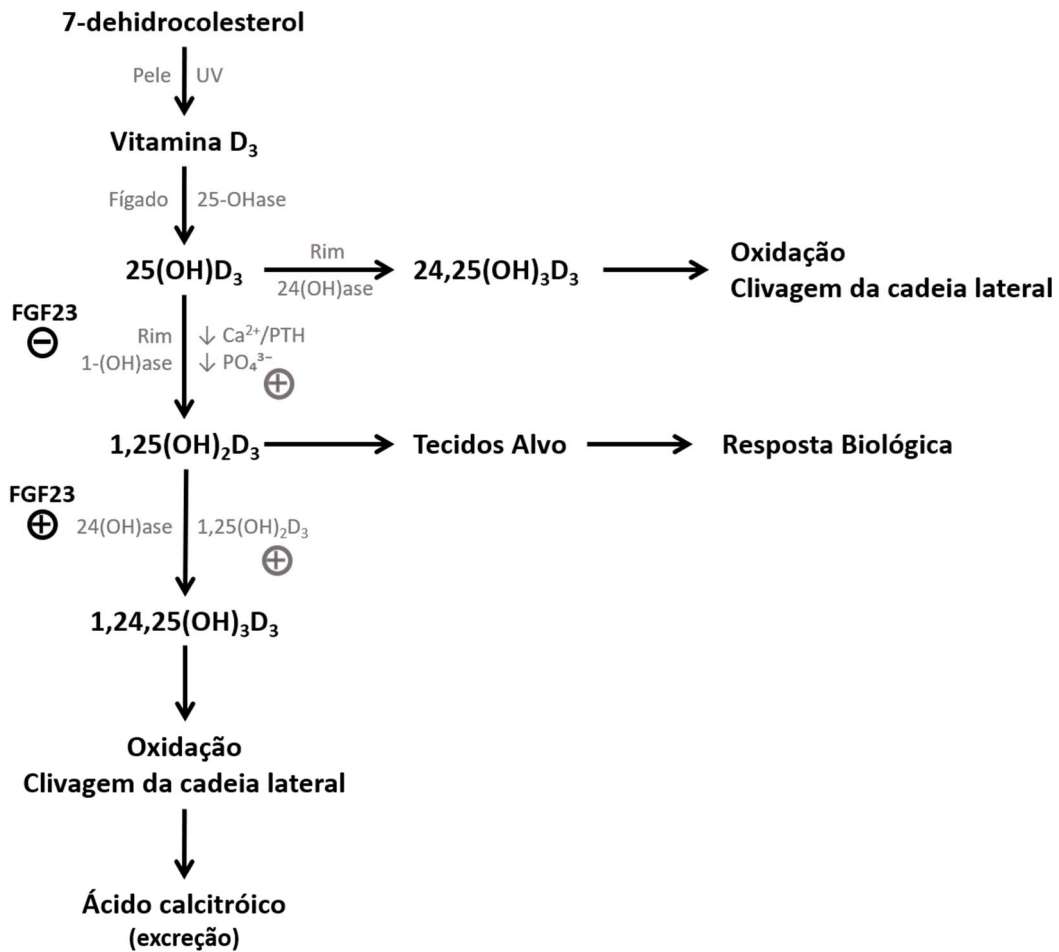 7-dehidrocolesterol
Pele UV
Vitamina D₃
Fígado 25-OHase
25(OH)D₃
Rim
24(OH)ase
24,25(OH)₃D₃
Oxidação
Clivagem da cadeia lateral
FGF23
−
Rim ↓ Ca²⁺/PTH
1-(OH)ase ↓ PO₄³⁻
+
1,25(OH)₂D₃ Tecidos Alvo Resposta Biológica
FGF23
+
24(OH)ase 1,25(OH)₂D₃
+
1,24,25(OH)₃D₃
Oxidação
Clivagem da cadeia lateral
Ácido calcitróico
(excreção)